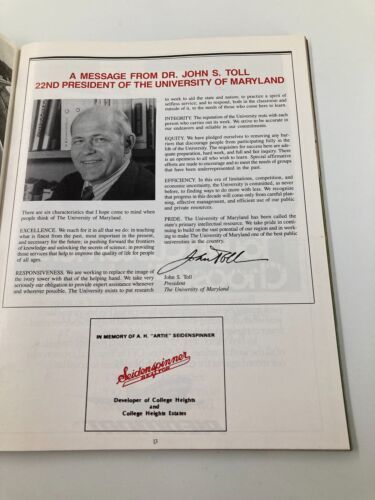 A MESSAGE FROM DR. JOHN S. TOLL
22ND PRESIDENT OF THE UNIVERSITY OF MARYLAND
There are six characteristics that I hope come to mind when
people think of The University of Maryland.
EXCELLENCE. We reach for it in all that we do: in teaching
what is finest from the past, most important in the present, and
necessary for the future; in pushing forward the frontiers
of knowledge and unlocking the secrets of science; in providing
those services that help to improve the quality of life for people
of all ages.
RESPONSIVENESS. We are working to replace the image of
the ivory tower with that of the helping hand. We take very
seriously our obligation to provide expert assistance whenever
and wherever possible. The University exists to put research
to work to aid the state and nation; to practice a spirit of
selfless service; and to respond, both in the classroom and
outside of it, to the needs of those who come here to learn.
INTEGRITY. The reputation of the University rests with each
person who carries out its work. We strive to be accurate in
our endeavors and reliable in our commitments.
EQUITY. We have pledged ourselves to removing any bar-
riers that discourage people from participating fully in the
life of the University. The requisites for success here are ade-
quate preparation, hard work, and full and fair inquiry. There
is an openness to all who wish to learn. Special affirmative
efforts are made to encourage and to meet the needs of groups
that have been underrepresented in the past.
EFFICIENCY. In this era of limitations, competition, and
economic uncertainty, the University is committed, as never
before, to finding ways to do more with less. We recognize
that progress in this decade will come only from careful plan-
ning, effective management, and efficient use of our public
and private resources.
PRIDE. The University of Maryland has been called the
state's primary intellectual resource. We take pride in contin-
uing to build on the vast potential of our region and in work-
ing to make The University of Maryland one of the best public
universities in the country.
John S. Toll
John S. Toll
President
The University of Maryland
IN MEMORY OF A. H. "ARTIE" SEIDENSPINNER
Seidenspinner
REALTOR
Developer of College Heights
and
College Heights Estates
13